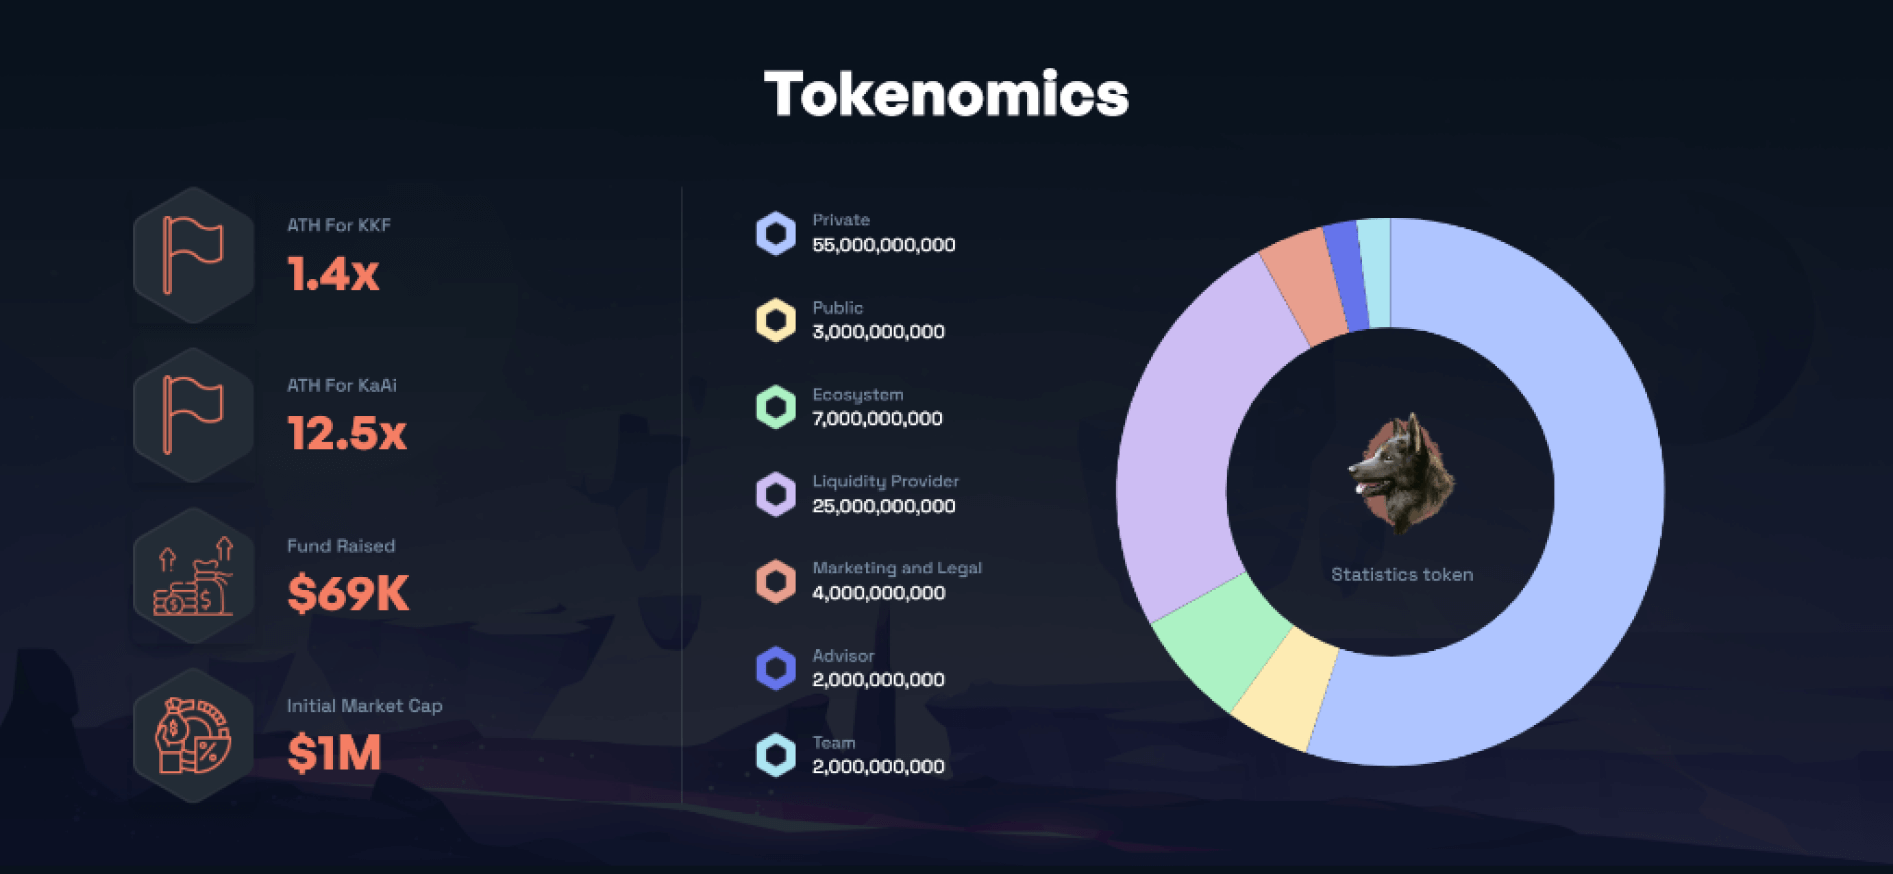 Tokenomics
ATH For KKF
1.4x
ATH For KaAi
12.5x
Fund Raised
$69K
Initial Market Cap
$1M
Private
55,000,000,000
Public
3,000,000,000
Ecosystem
7,000,000,000
Liquidity Provider
25,000,000,000
Marketing and Legal
4,000,000,000
Advisor
2,000,000,000
Team
2,000,000,000
Statistics token